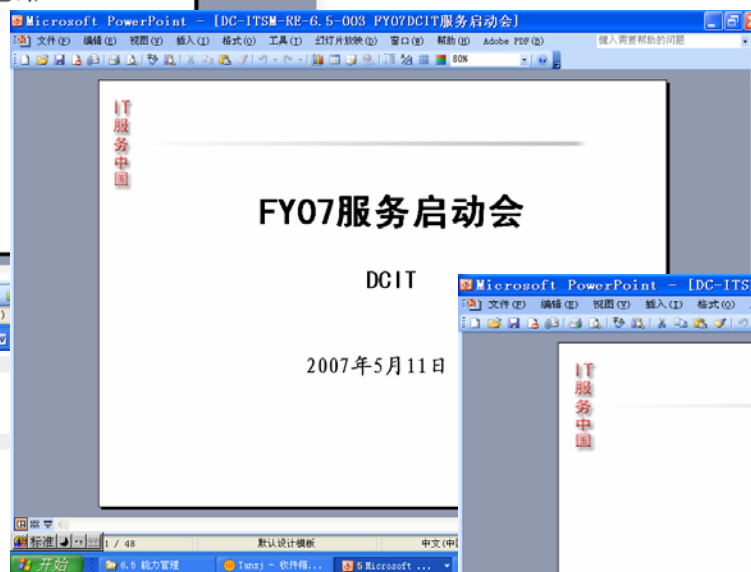 Microsoft PowerPoint - [DC-ITSM-RE-6.5-003 FY07DCIT服务启动会]
文件(F) 编辑(E) 视图(V) 插入(I) 格式(O) 工具(T) 幻灯片放映(D) 窗口(W) 帮助(H) Adobe PDF(B) 键入需要帮助的问题
80%
IT
服
务
中
国
FY07服务启动会
DCIT
2007年5月11日
Microsoft PowerPoint - [DC-ITS
文件(F) 编辑(E) 视图(V) 插入(I) 格式(O)
IT
服
务
中
国
标准
1 / 48 默认设计模板 中文(中
开始 6.5 能力管理 Tanzj - 收件箱... 5 Microsoft ...